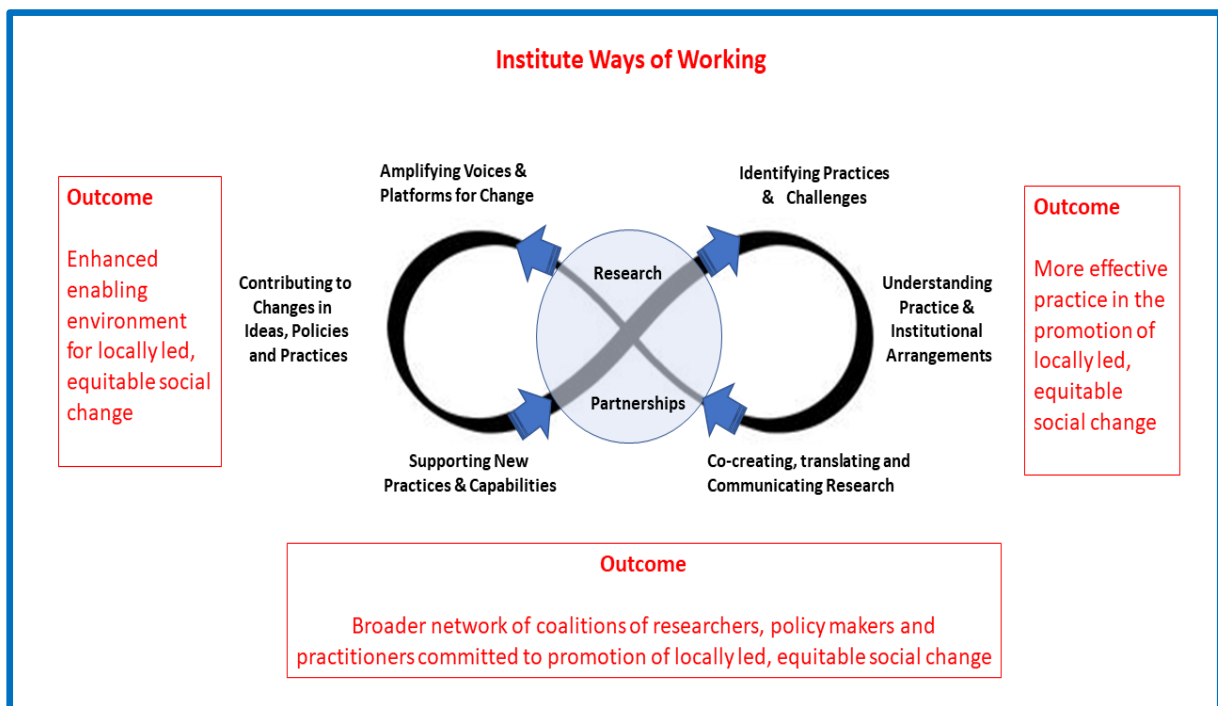 Institute Ways of Working
Amplifying Voices &
Platforms for Change
Identifying Practices
& Challenges
Outcome
Enhanced
enabling
environment
for locally led,
equitable social
change
Contributing to
Changes in
Ideas, Policies
and Practices
Research
Partnerships
Understanding
Practice &
Institutional
Arrangements
Outcome
More effective
practice in the
promotion of
locally led,
equitable
social change
Supporting New
Practices & Capabilities
Co-creating, translating and
Communicating Research
Outcome
Broader network of coalitions of researchers, policy makers and
practitioners committed to promotion of locally led, equitable social change